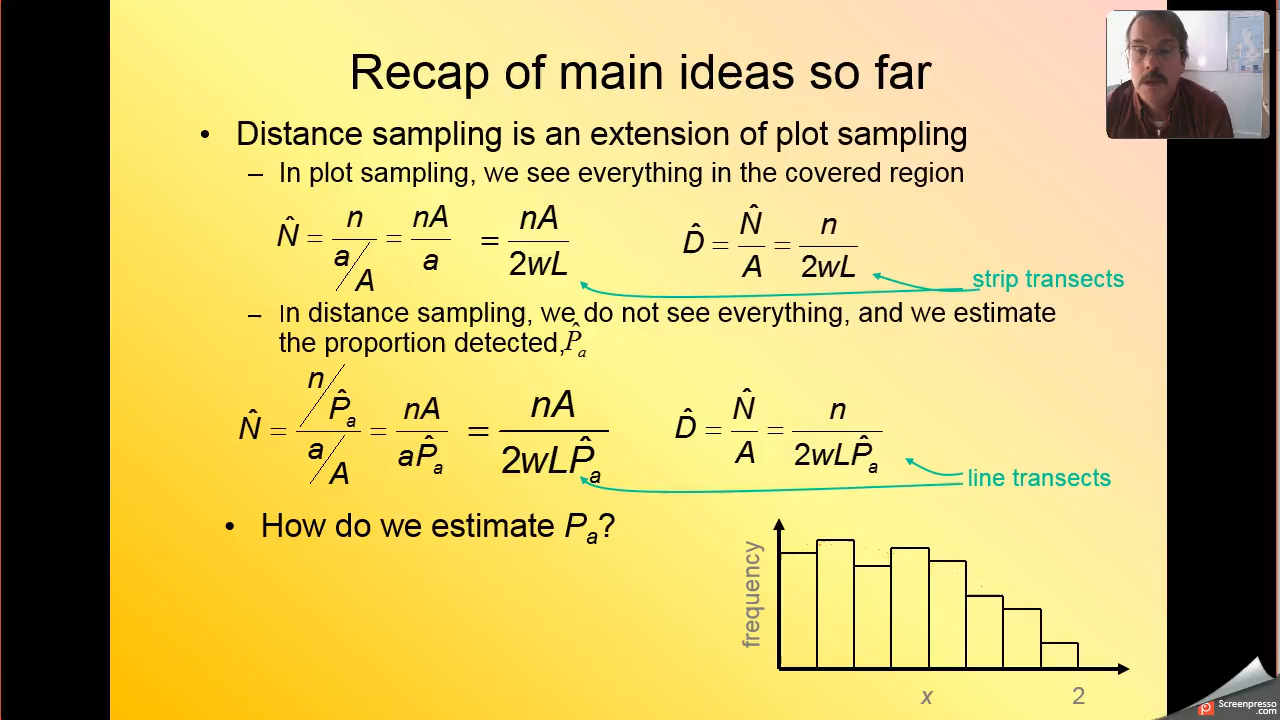 Recap of main ideas so far
• Distance sampling is an extension of plot sampling
– In plot sampling, we see everything in the covered region
N̂ = n / (a/A) = nA / a = nA / 2wL
D̂ = N̂ / A = n / 2wL
strip transects
– In distance sampling, we do not see everything, and we estimate
the proportion detected, P̂a
N̂ = (n/P̂a) / (a/A) = nA / aP̂a = nA / 2wLP̂a
D̂ = N̂ / A = n / 2wLP̂a
line transects
• How do we estimate Pa?
frequency
x 2
Screenpresso
.com